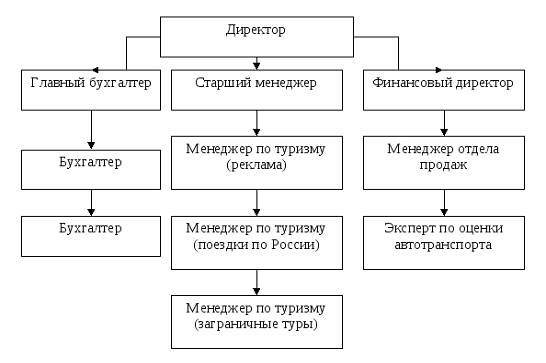 Директор
Главный бухгалтер
Старший менеджер
Финансовый директор
Бухгалтер
Менеджер по туризму
(реклама)
Менеджер отдела
продаж
Бухгалтер
Менеджер по туризму
(поездки по России)
Эксперт по оценки
автотранспорта
Менеджер по туризму
(заграничные туры)